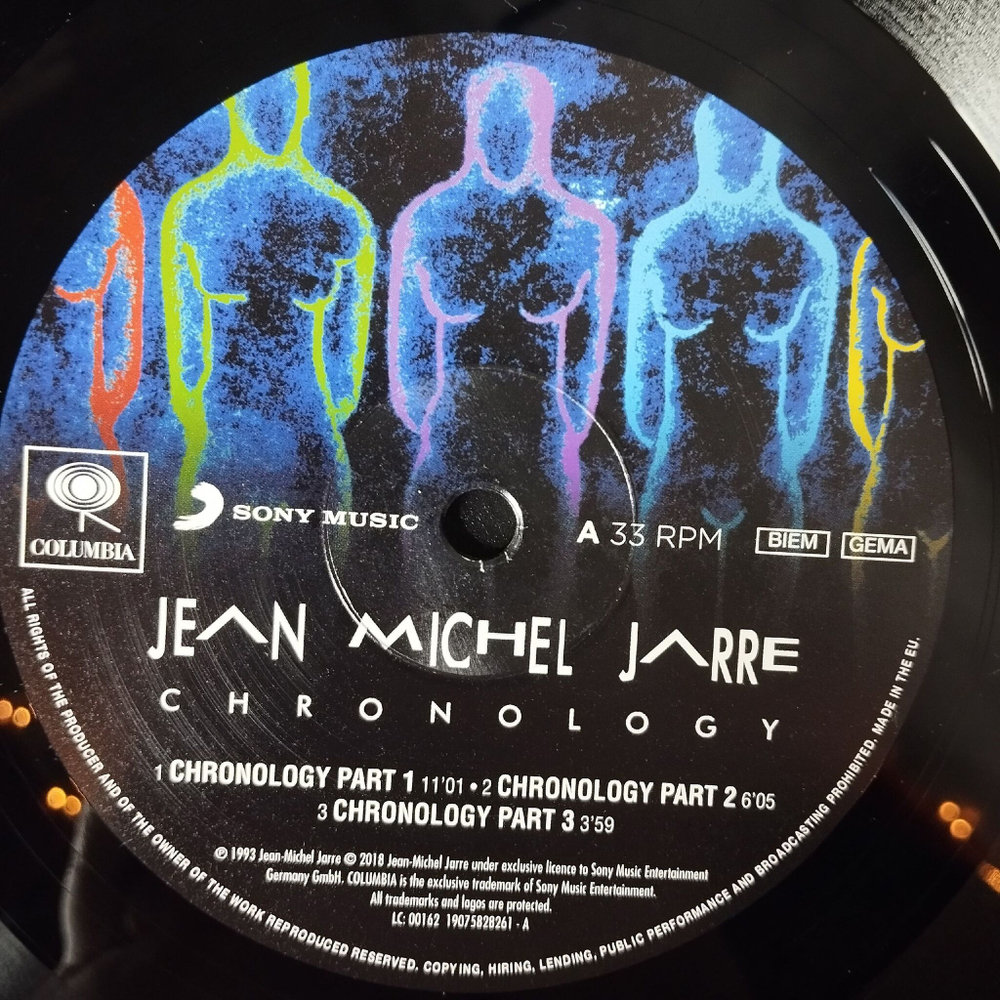 COLUMBIA
SONY MUSIC
A 33 RPM
BIEM
GEMA
JEAN MICHEL JARRE
CHRONOLOGY
1 CHRONOLOGY PART 1 11'01 • 2 CHRONOLOGY PART 2 6'05
3 CHRONOLOGY PART 3 3'59
℗ 1993 Jean-Michel Jarre © 2018 Jean-Michel Jarre under exclusive licence to Sony Music Entertainment
Germany GmbH. COLUMBIA is the exclusive trademark of Sony Music Entertainment.
All trademarks and logos are protected.
LC: 00162 19075828261 - A
ALL RIGHTS OF THE PRODUCER AND OF THE OWNER OF THE WORK REPRODUCED RESERVED. COPYING, HIRING, LENDING, PUBLIC PERFORMANCE AND BROADCASTING PROHIBITED. MADE IN THE EU.